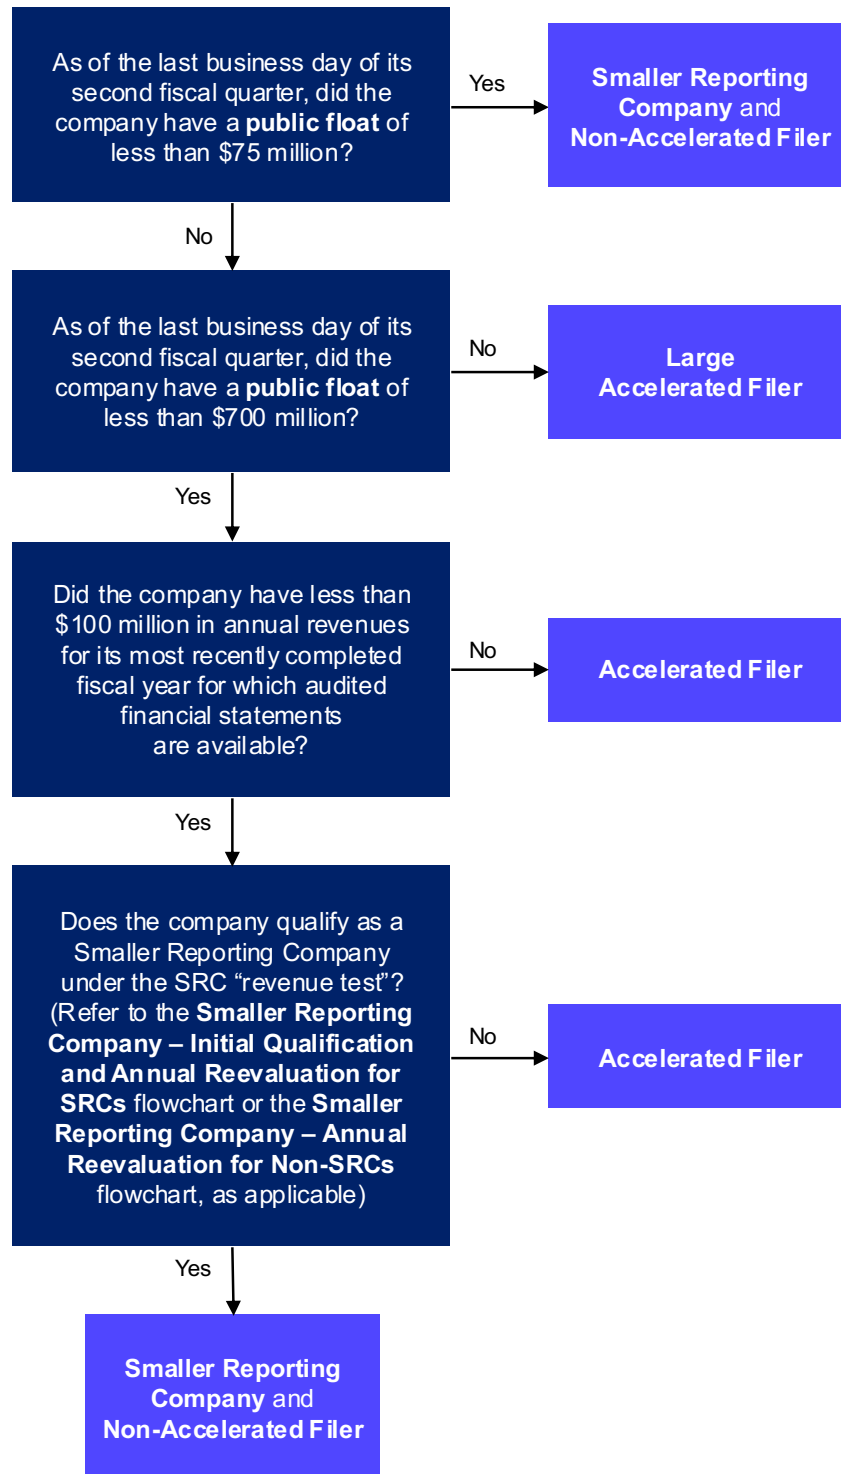 As of the last business day of its
second fiscal quarter, did the
company have a public float of
less than $75 million?
Yes
Smaller Reporting
Company and
Non-Accelerated Filer
No
As of the last business day of its
second fiscal quarter, did the
company have a public float of
less than $700 million?
No
Large
Accelerated Filer
Yes
Did the company have less than
$100 million in annual revenues
for its most recently completed
fiscal year for which audited
financial statements
are available?
No
Accelerated Filer
Yes
Does the company qualify as a
Smaller Reporting Company
under the SRC “revenue test”?
(Refer to the Smaller Reporting
Company – Initial Qualification
and Annual Reevaluation for
SRCs flowchart or the Smaller
Reporting Company – Annual
Reevaluation for Non-SRCs
flowchart, as applicable)
No
Accelerated Filer
Yes
Smaller Reporting
Company and
Non-Accelerated Filer